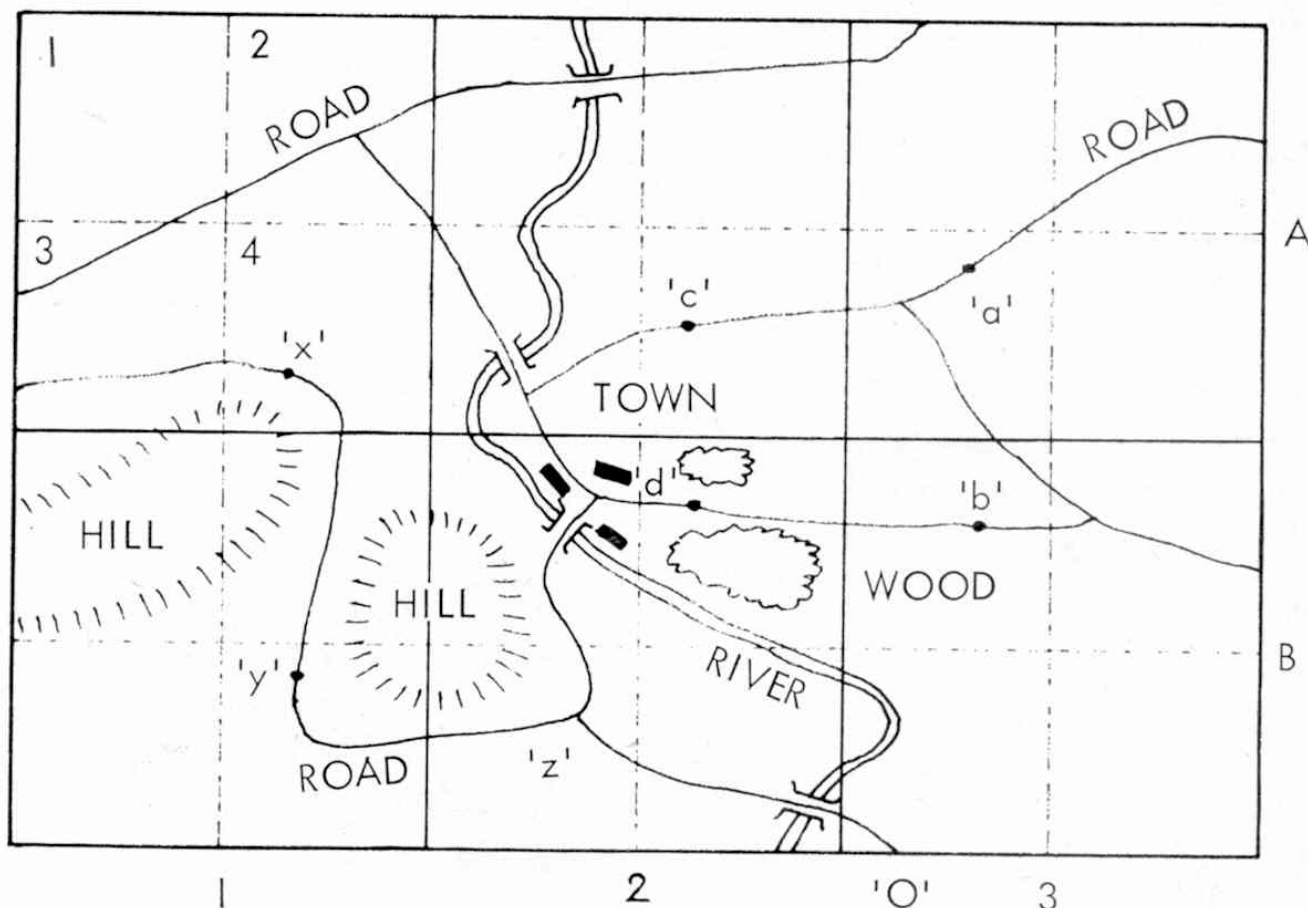 1
2
ROAD
ROAD
3
4
A
'c'
'a'
'x'
TOWN
'd'
'b'
HILL
HILL
WOOD
'y'
RIVER
B
ROAD
'z'
1
2
'O'
3